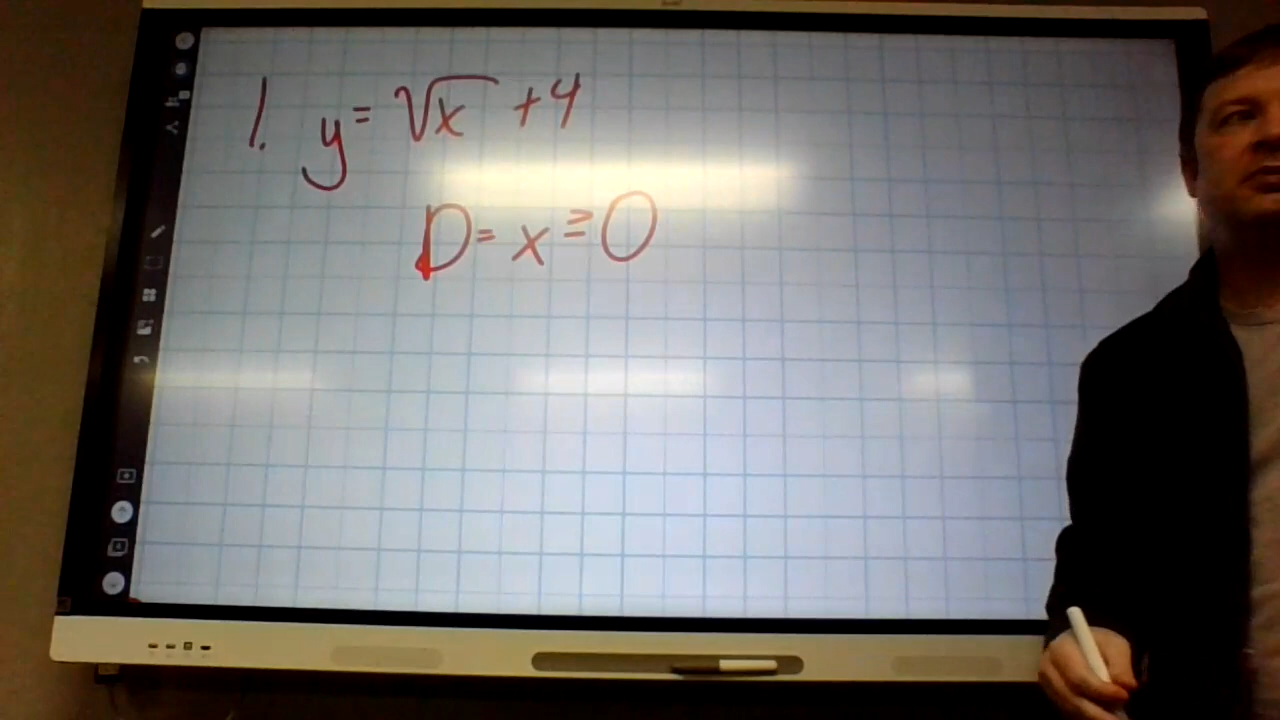 1. y = √x + 4
D = x ≥ 0